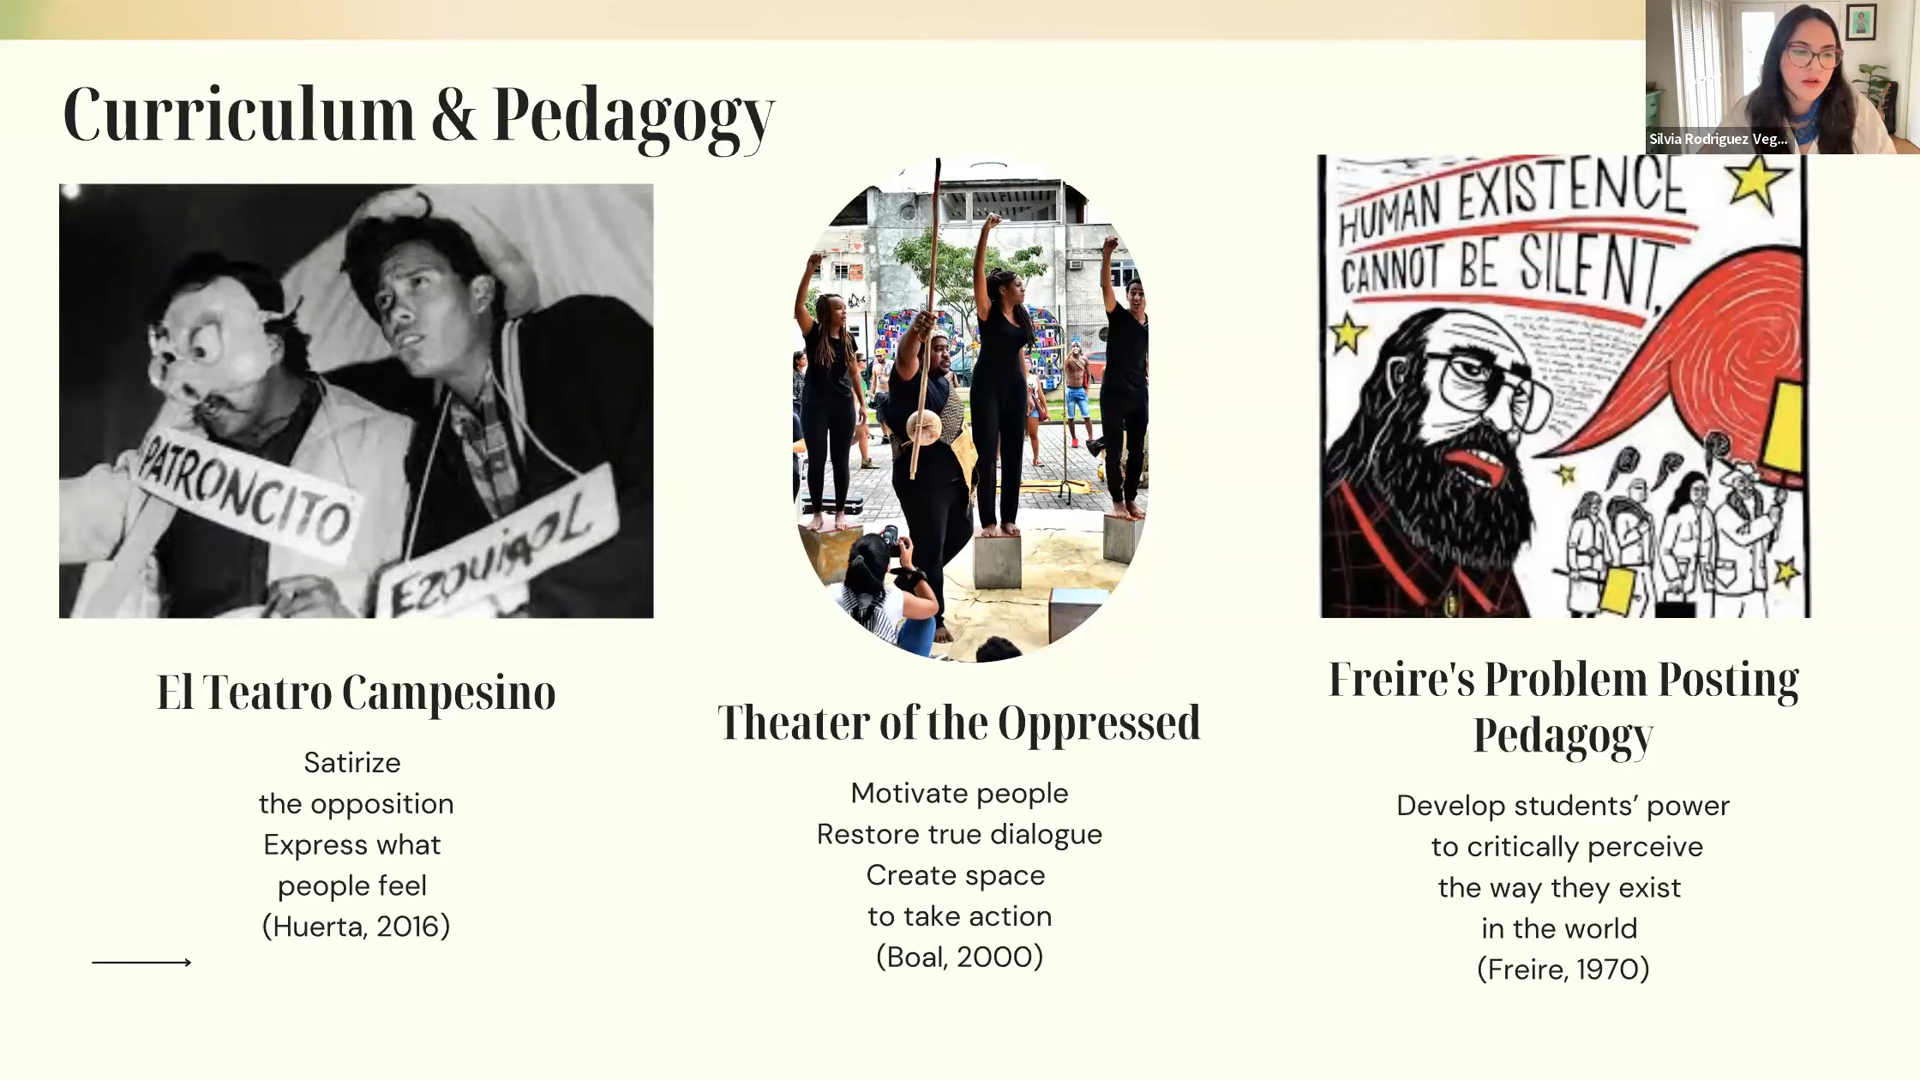 Curriculum & Pedagogy
Silvia Rodriguez Veg...
PATRONCITO
ESQUIROL
HUMAN EXISTENCE
CANNOT BE SILENT,
El Teatro Campesino
Satirize
the opposition
Express what
people feel
(Huerta, 2016)
Theater of the Oppressed
Motivate people
Restore true dialogue
Create space
to take action
(Boal, 2000)
Freire's Problem Posting
Pedagogy
Develop students’ power
to critically perceive
the way they exist
in the world
(Freire, 1970)